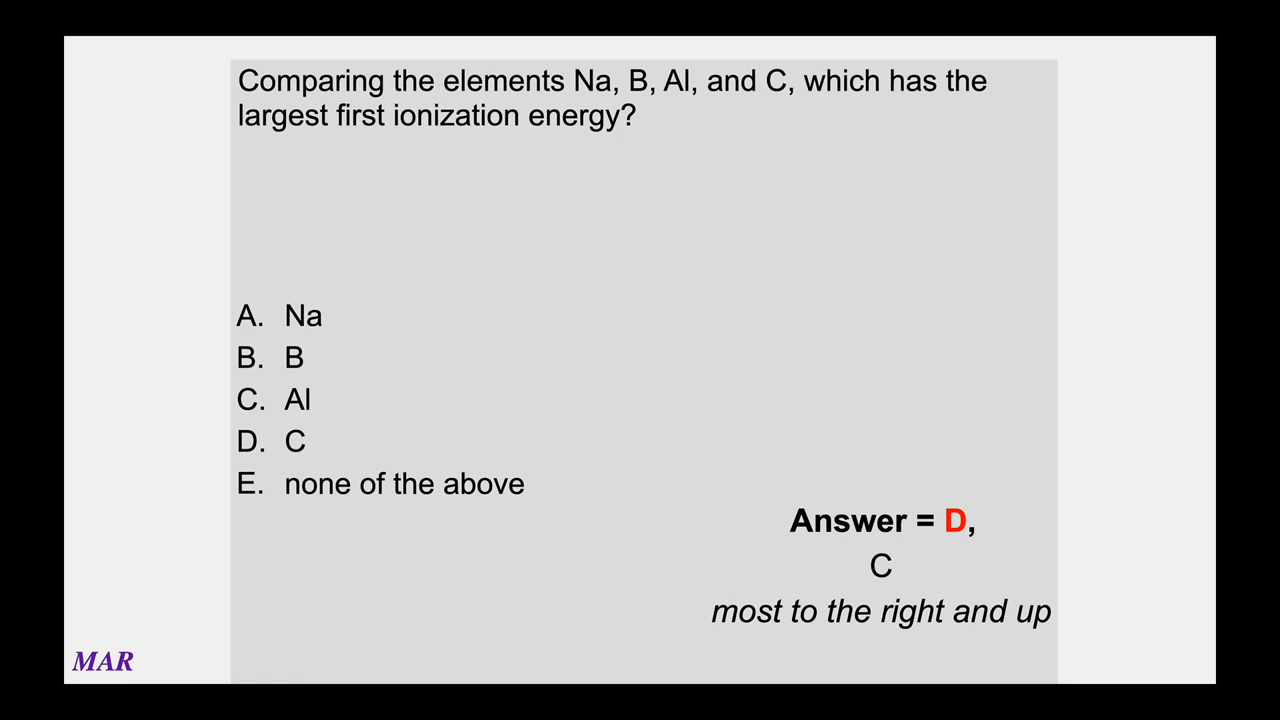 Comparing the elements Na, B, Al, and C, which has the
largest first ionization energy?
A. Na
B. B
C. Al
D. C
E. none of the above
Answer = D,
C
most to the right and up
MAR